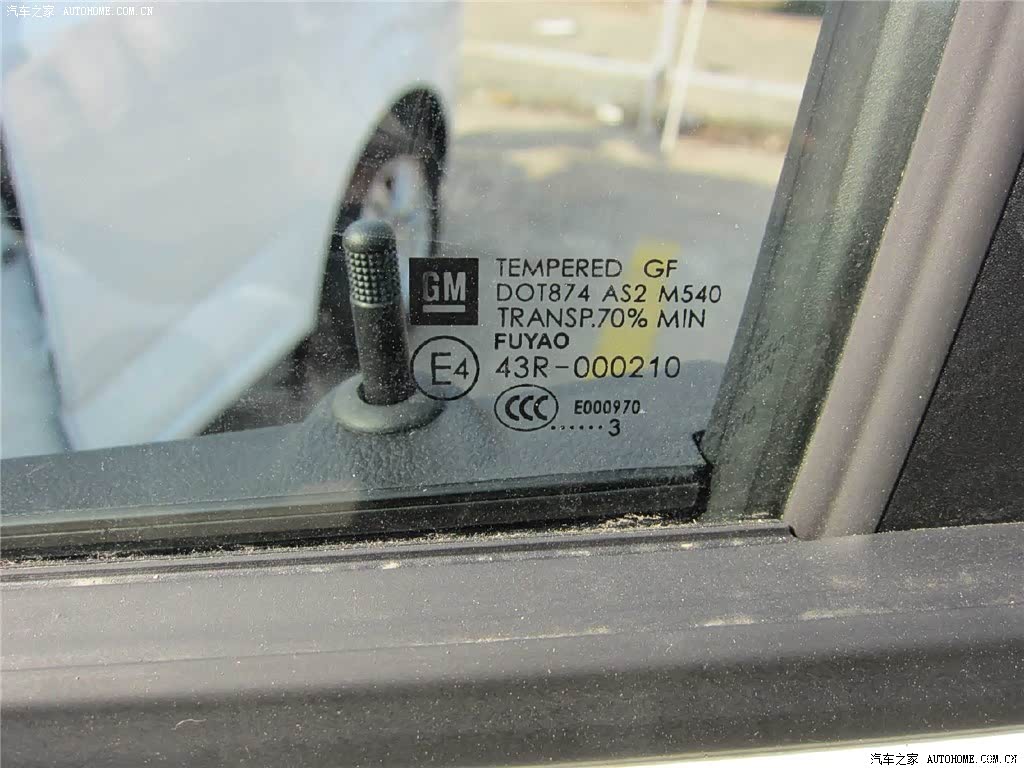 汽车之家 AUTOHOME.COM.CN
GM
TEMPERED GF
DOT874 AS2 M540
TRANSP.70% MIN
FUYAO
E4 43R-000210
CCC E000970
......3
汽车之家 AUTOHOME.COM.CN